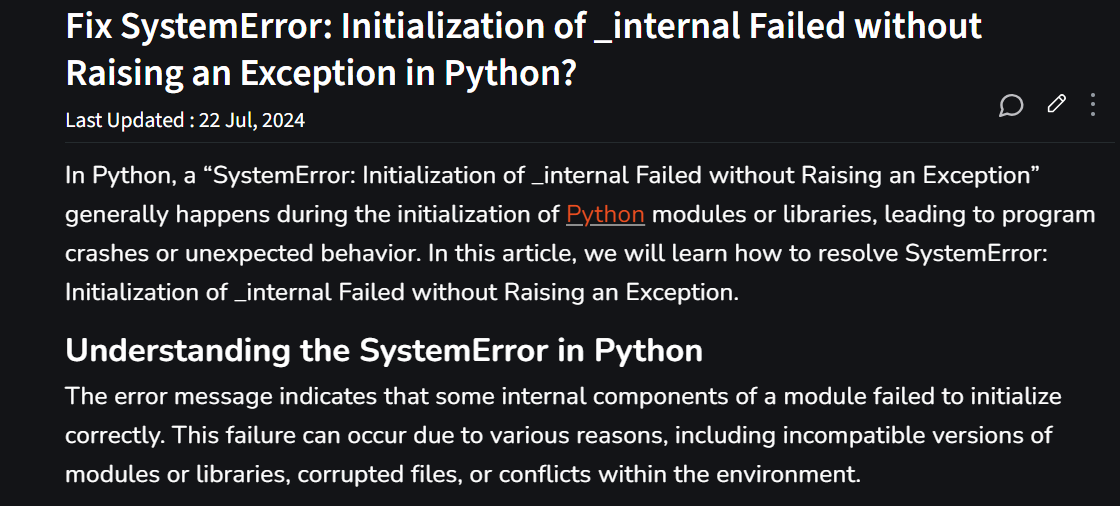 Fix SystemError: Initialization of _internal Failed without
Raising an Exception in Python?
Last Updated : 22 Jul, 2024
In Python, a “SystemError: Initialization of _internal Failed without Raising an Exception”
generally happens during the initialization of Python modules or libraries, leading to program
crashes or unexpected behavior. In this article, we will learn how to resolve SystemError:
Initialization of _internal Failed without Raising an Exception.
Understanding the SystemError in Python
The error message indicates that some internal components of a module failed to initialize
correctly. This failure can occur due to various reasons, including incompatible versions of
modules or libraries, corrupted files, or conflicts within the environment.